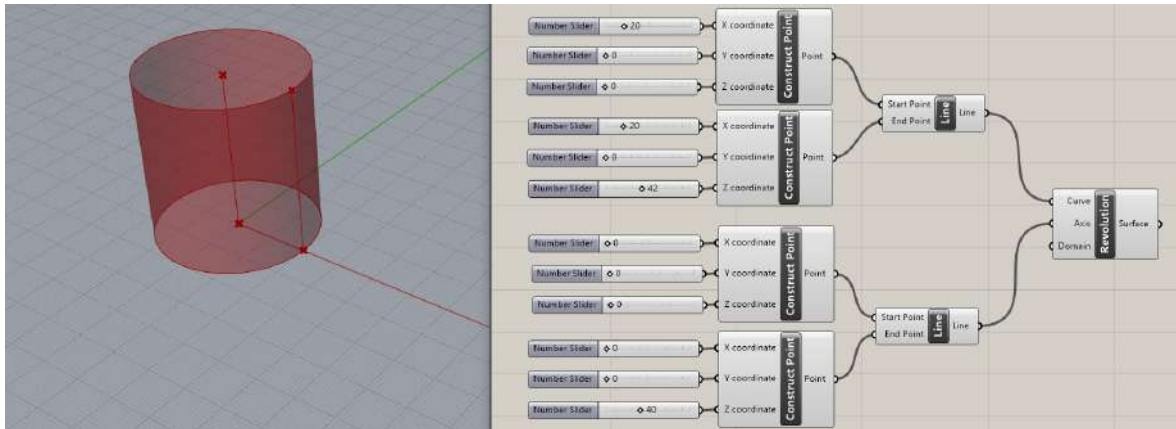 Number Slider 20 X coordinate
Number Slider 0 Y coordinate Construct Point Point
Number Slider 0 Z coordinate
Start Point Line Line
End Point
Number Slider 20 X coordinate
Number Slider 0 Y coordinate Construct Point Point
Number Slider 42 Z coordinate
Curve
Axis Revolution Surface
Domain
Number Slider 0 X coordinate
Number Slider 0 Y coordinate Construct Point Point
Number Slider 0 Z coordinate
Start Point Line Line
End Point
Number Slider 0 X coordinate
Number Slider 0 Y coordinate Construct Point Point
Number Slider 40 Z coordinate